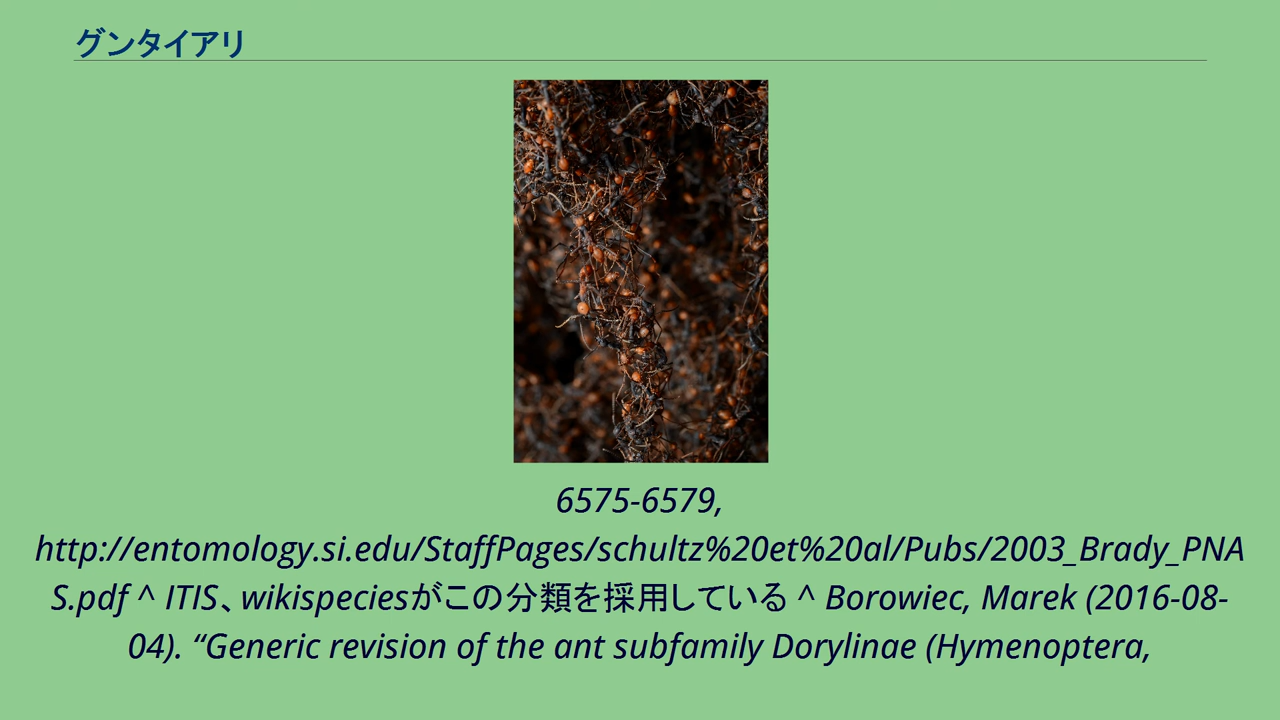 グンタイアリ
6575-6579,
http://entomology.si.edu/StaffPages/schultz%20et%20al/Pubs/2003_Brady_PNA
S.pdf ^ ITIS、wikispeciesがこの分類を採用している ^ Borowiec, Marek (2016-08-
04). “Generic revision of the ant subfamily Dorylinae (Hymenoptera,